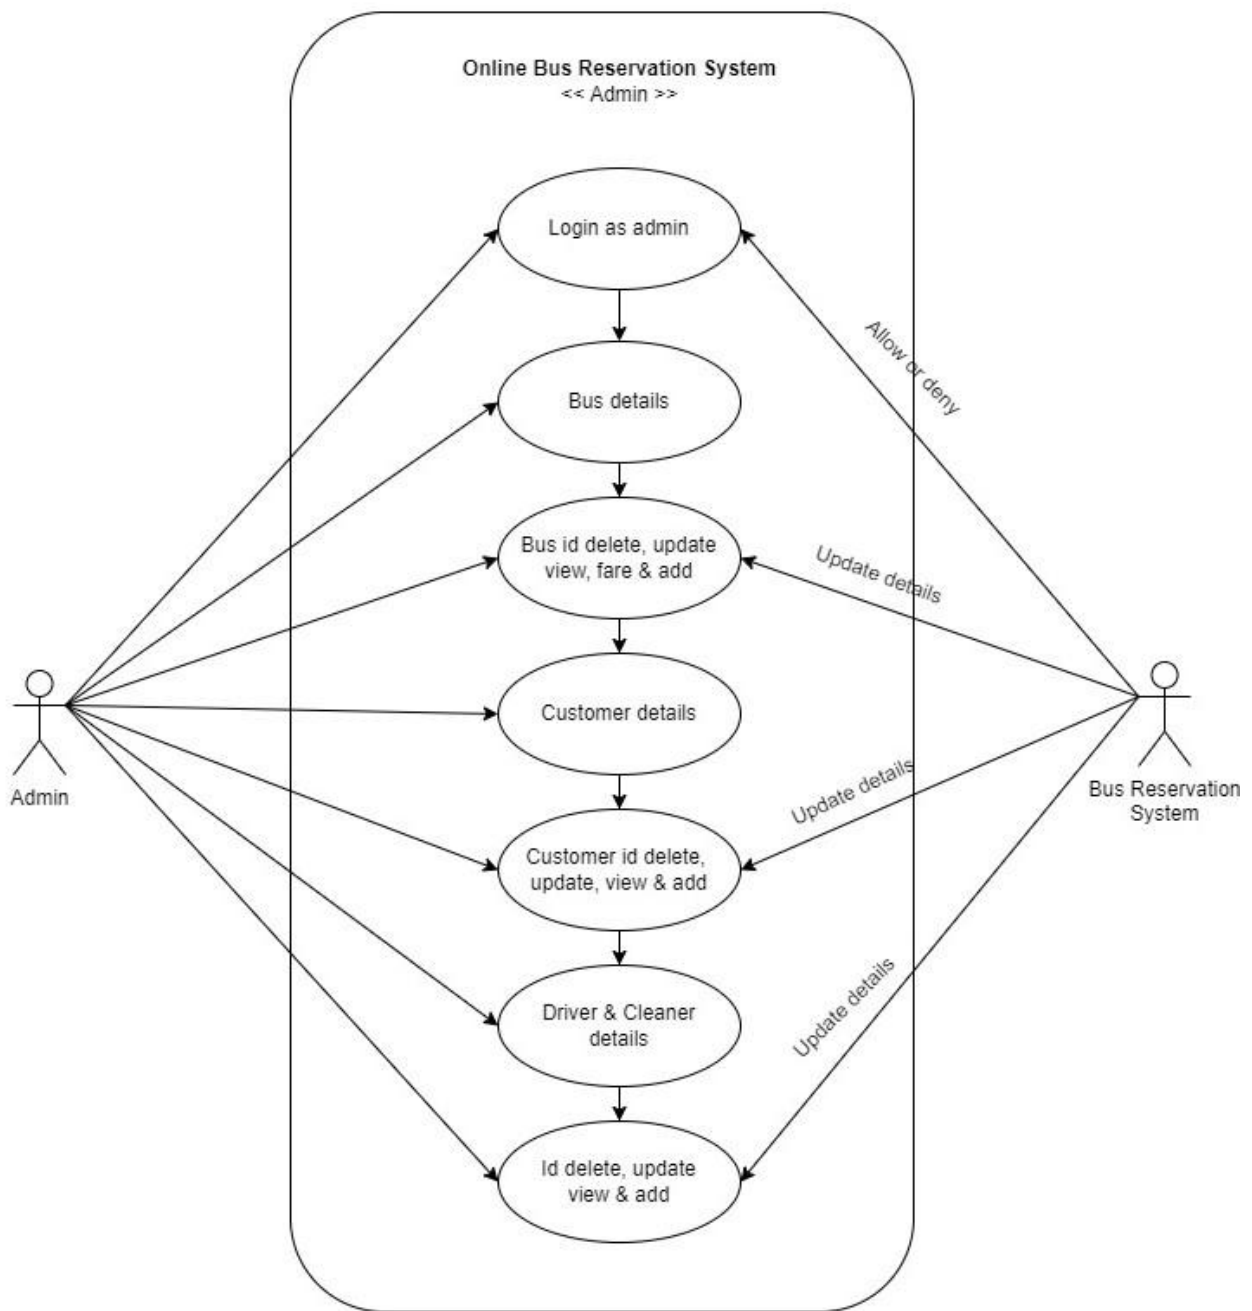 Online Bus Reservation System
<< Admin >>
Login as admin
Allow or deny
Bus details
Bus id delete, update
view, fare & add
Update details
Customer details
Admin
Bus Reservation
System
Update details
Customer id delete,
update, view & add
Driver & Cleaner
details
Update details
Id delete, update
view & add